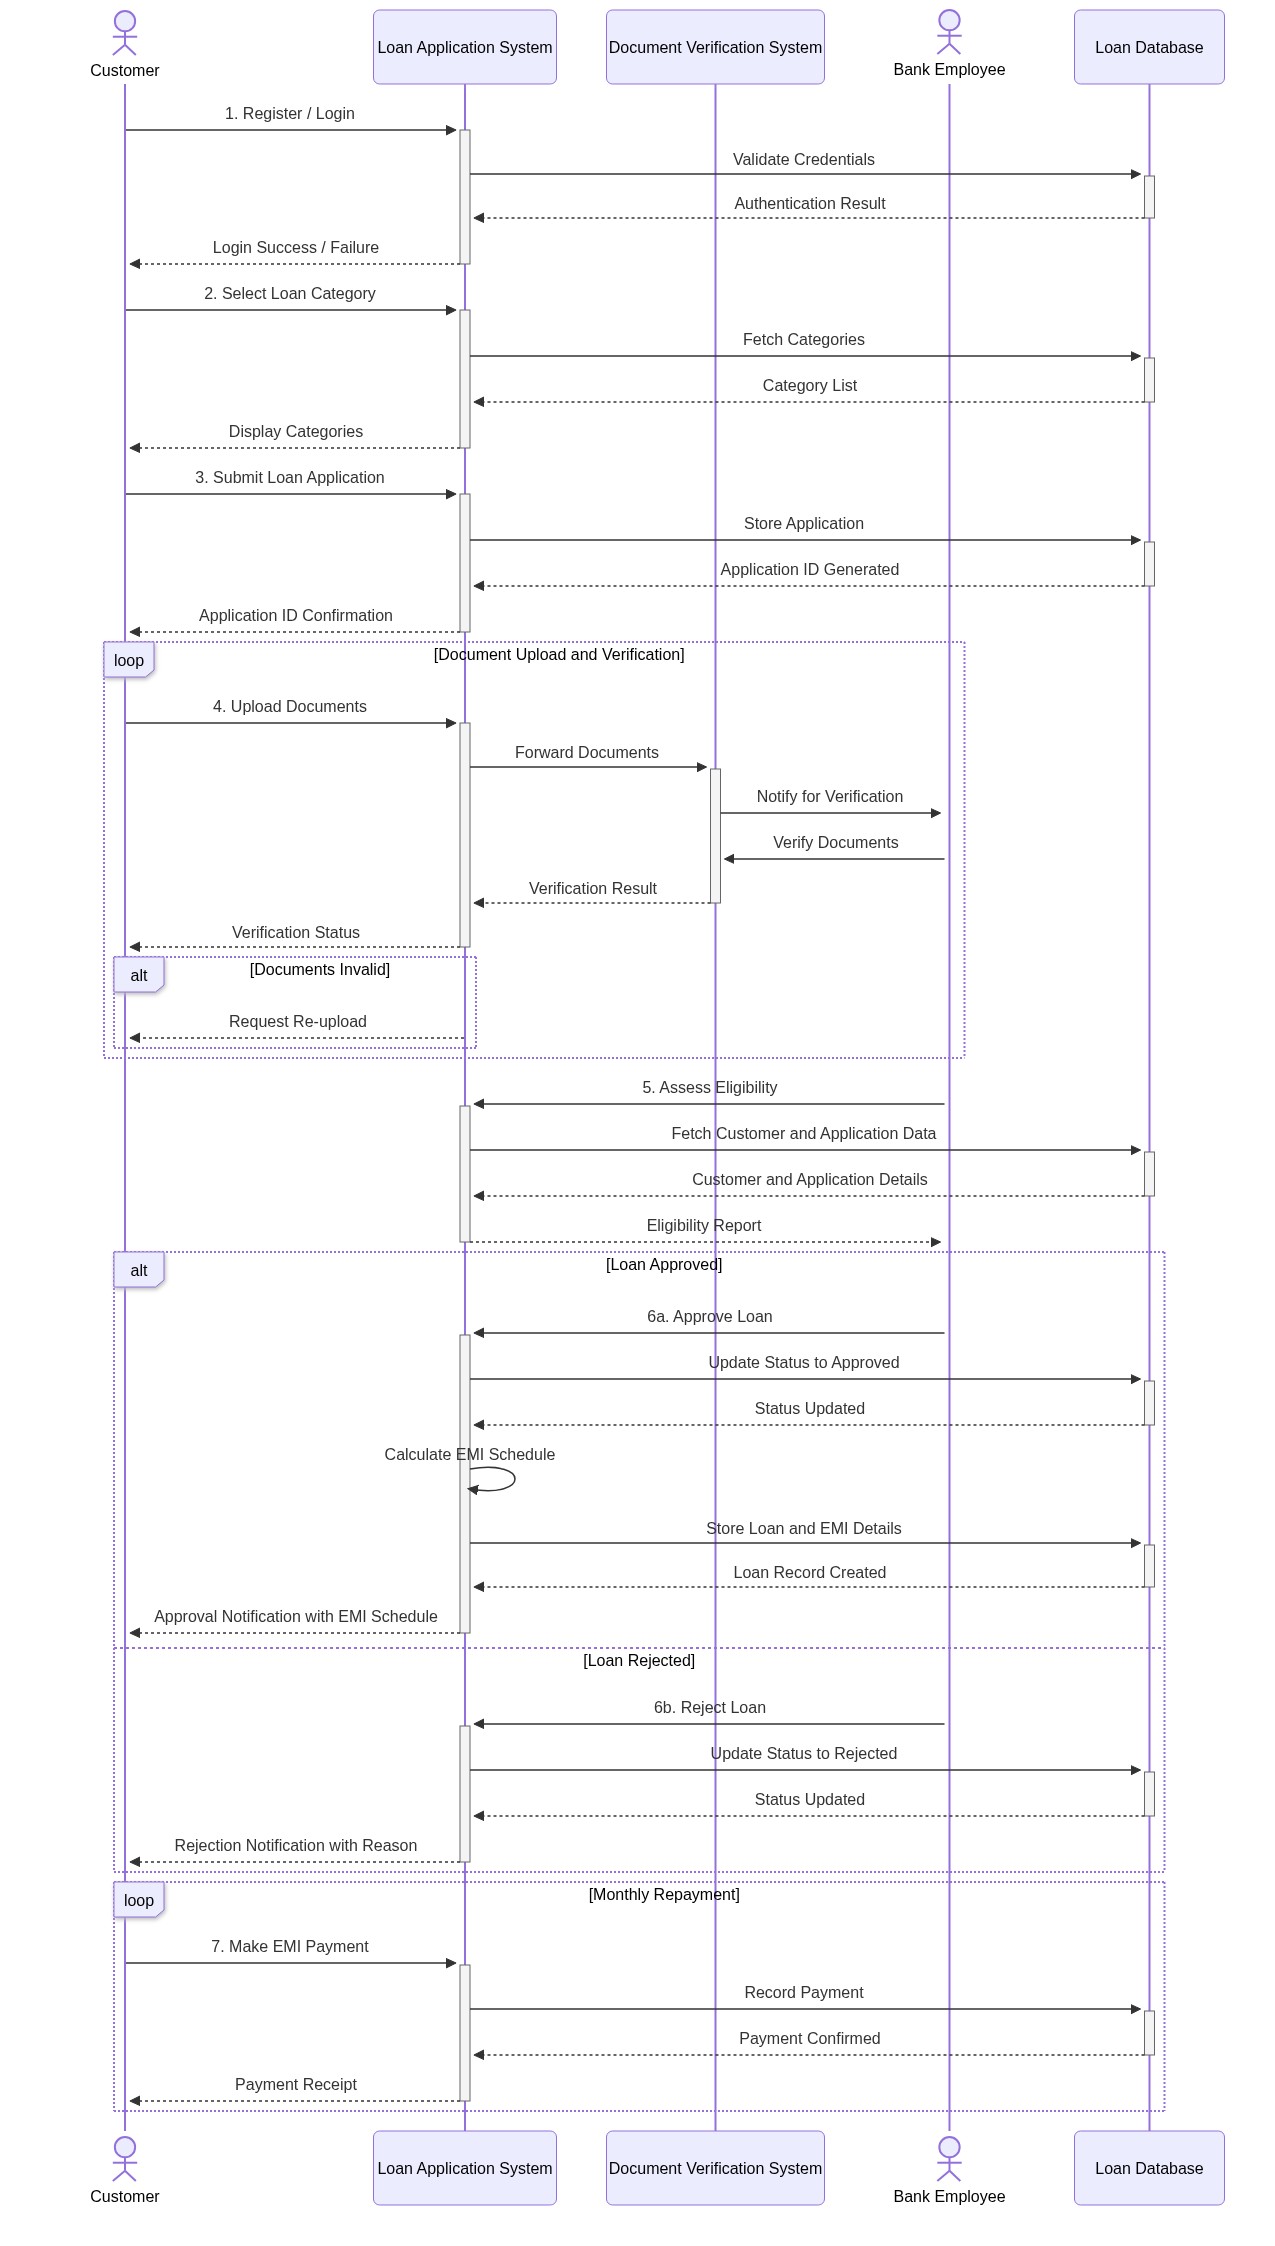 Customer
Loan Application System
Document Verification System
Bank Employee
Loan Database
1. Register / Login
Validate Credentials
Authentication Result
Login Success / Failure
2. Select Loan Category
Fetch Categories
Category List
Display Categories
3. Submit Loan Application
Store Application
Application ID Generated
Application ID Confirmation
loop
[Document Upload and Verification]
4. Upload Documents
Forward Documents
Notify for Verification
Verify Documents
Verification Result
Verification Status
alt
[Documents Invalid]
Request Re-upload
5. Assess Eligibility
Fetch Customer and Application Data
Customer and Application Details
Eligibility Report
alt
[Loan Approved]
6a. Approve Loan
Update Status to Approved
Status Updated
Calculate EMI Schedule
Store Loan and EMI Details
Loan Record Created
Approval Notification with EMI Schedule
[Loan Rejected]
6b. Reject Loan
Update Status to Rejected
Status Updated
Rejection Notification with Reason
loop
[Monthly Repayment]
7. Make EMI Payment
Record Payment
Payment Confirmed
Payment Receipt
Customer
Loan Application System
Document Verification System
Bank Employee
Loan Database